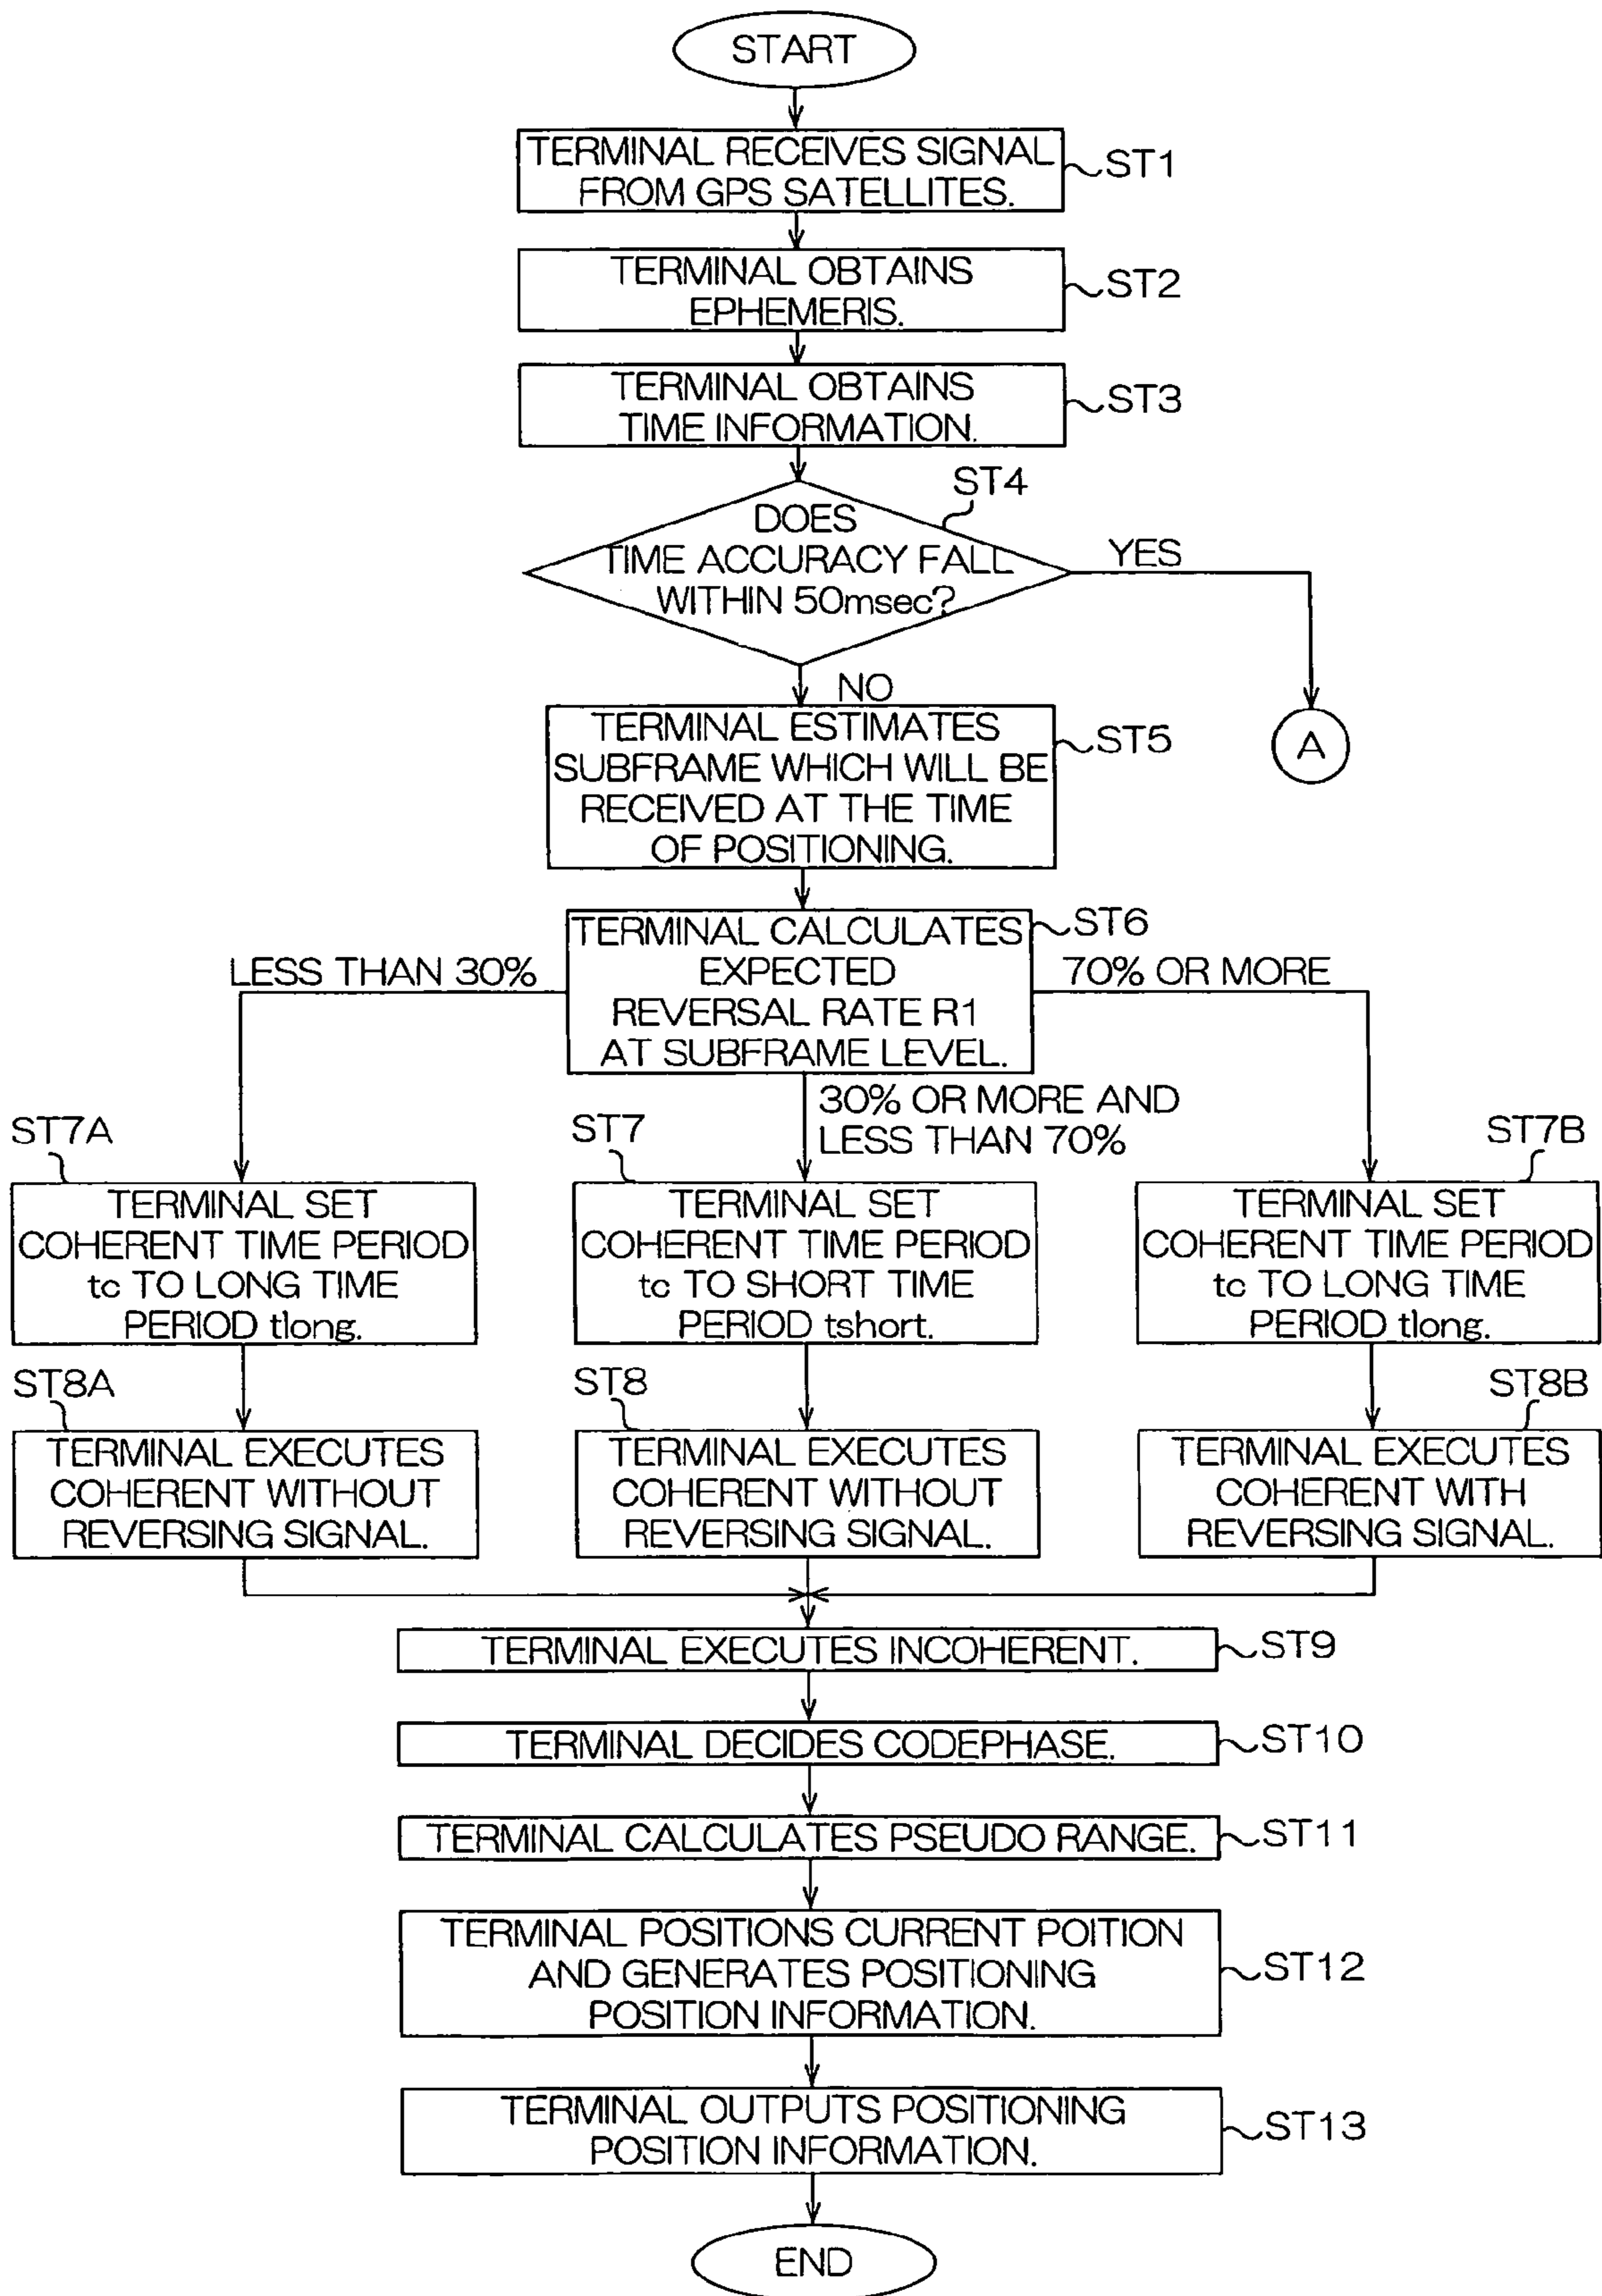 START
TERMINAL RECEIVES SIGNAL
FROM GPS SATELLITES.
ST1
TERMINAL OBTAINS
EPHEMERIS.
ST2
TERMINAL OBTAINS
TIME INFORMATION.
ST3
ST4
DOES
TIME ACCURACY FALL
WITHIN 50msec?
YES
NO
A
TERMINAL ESTIMATES
SUBFRAME WHICH WILL BE
RECEIVED AT THE TIME
OF POSITIONING.
ST5
TERMINAL CALCULATES
EXPECTED
REVERSAL RATE R1
AT SUBFRAME LEVEL.
ST6
LESS THAN 30%
70% OR MORE
30% OR MORE AND
LESS THAN 70%
ST7A
TERMINAL SET
COHERENT TIME PERIOD
tc TO LONG TIME
PERIOD tlong.
ST7
TERMINAL SET
COHERENT TIME PERIOD
tc TO SHORT TIME
PERIOD tshort.
ST7B
TERMINAL SET
COHERENT TIME PERIOD
tc TO LONG TIME
PERIOD tlong.
ST8A
TERMINAL EXECUTES
COHERENT WITHOUT
REVERSING SIGNAL.
ST8
TERMINAL EXECUTES
COHERENT WITHOUT
REVERSING SIGNAL.
ST8B
TERMINAL EXECUTES
COHERENT WITH
REVERSING SIGNAL.
TERMINAL EXECUTES INCOHERENT.
ST9
TERMINAL DECIDES CODEPHASE.
ST10
TERMINAL CALCULATES PSEUDO RANGE.
ST11
TERMINAL POSITIONS CURRENT POITION
AND GENERATES POSITIONING
POSITION INFORMATION.
ST12
TERMINAL OUTPUTS POSITIONING
POSITION INFORMATION.
ST13
END